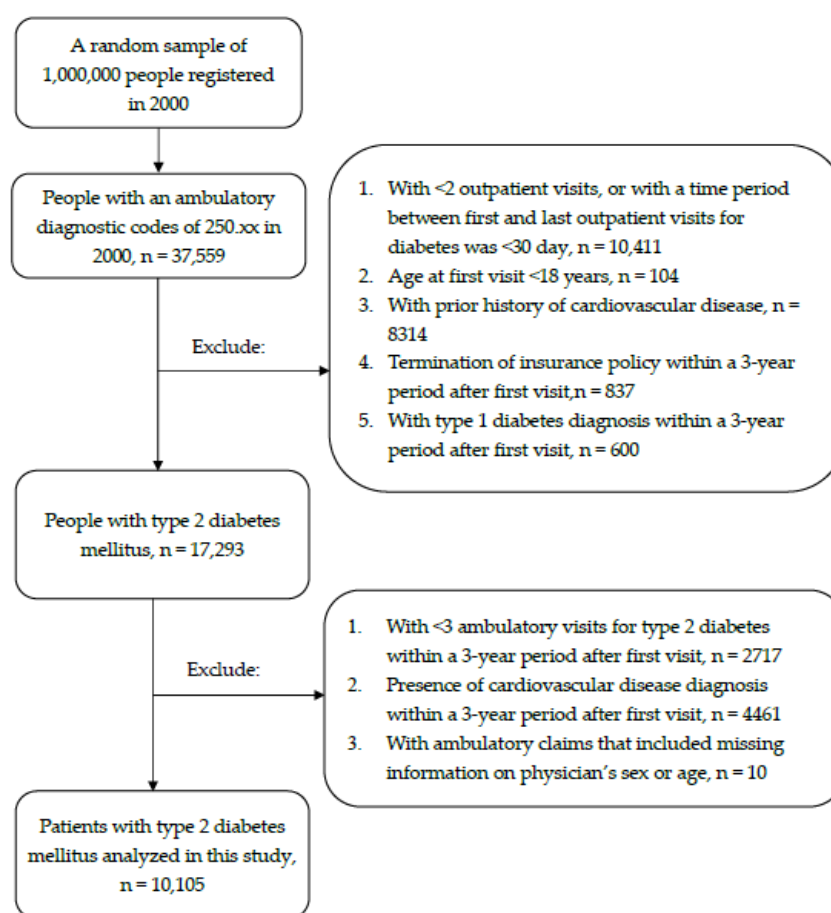 A random sample of
1,000,000 people registered
in 2000
People with an ambulatory
diagnostic codes of 250.xx in
2000, n = 37,559
Exclude:
1. With <2 outpatient visits, or with a time period
between first and last outpatient visits for
diabetes was <30 day, n = 10,411
2. Age at first visit <18 years, n = 104
3. With prior history of cardiovascular disease, n =
8314
4. Termination of insurance policy within a 3-year
period after first visit,n = 837
5. With type 1 diabetes diagnosis within a 3-year
period after first visit, n = 600
People with type 2 diabetes
mellitus, n = 17,293
Exclude:
1. With <3 ambulatory visits for type 2 diabetes
within a 3-year period after first visit, n = 2717
2. Presence of cardiovascular disease diagnosis
within a 3-year period after first visit, n = 4461
3. With ambulatory claims that included missing
information on physician's sex or age, n = 10
Patients with type 2 diabetes
mellitus analyzed in this study,
n = 10,105